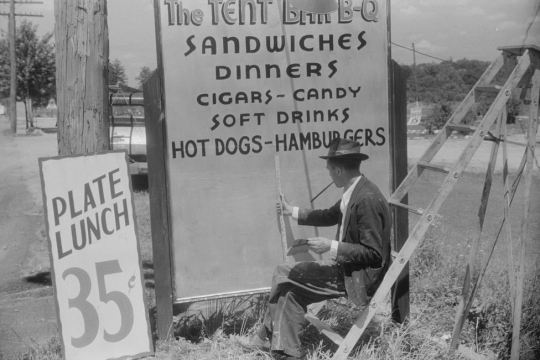 The TENT BAR B-Q
SANDWICHES
DINNERS
CIGARS-CANDY
SOFT DRINKS
HOT DOGS-HAMBURGERS
PLATE
LUNCH
35¢